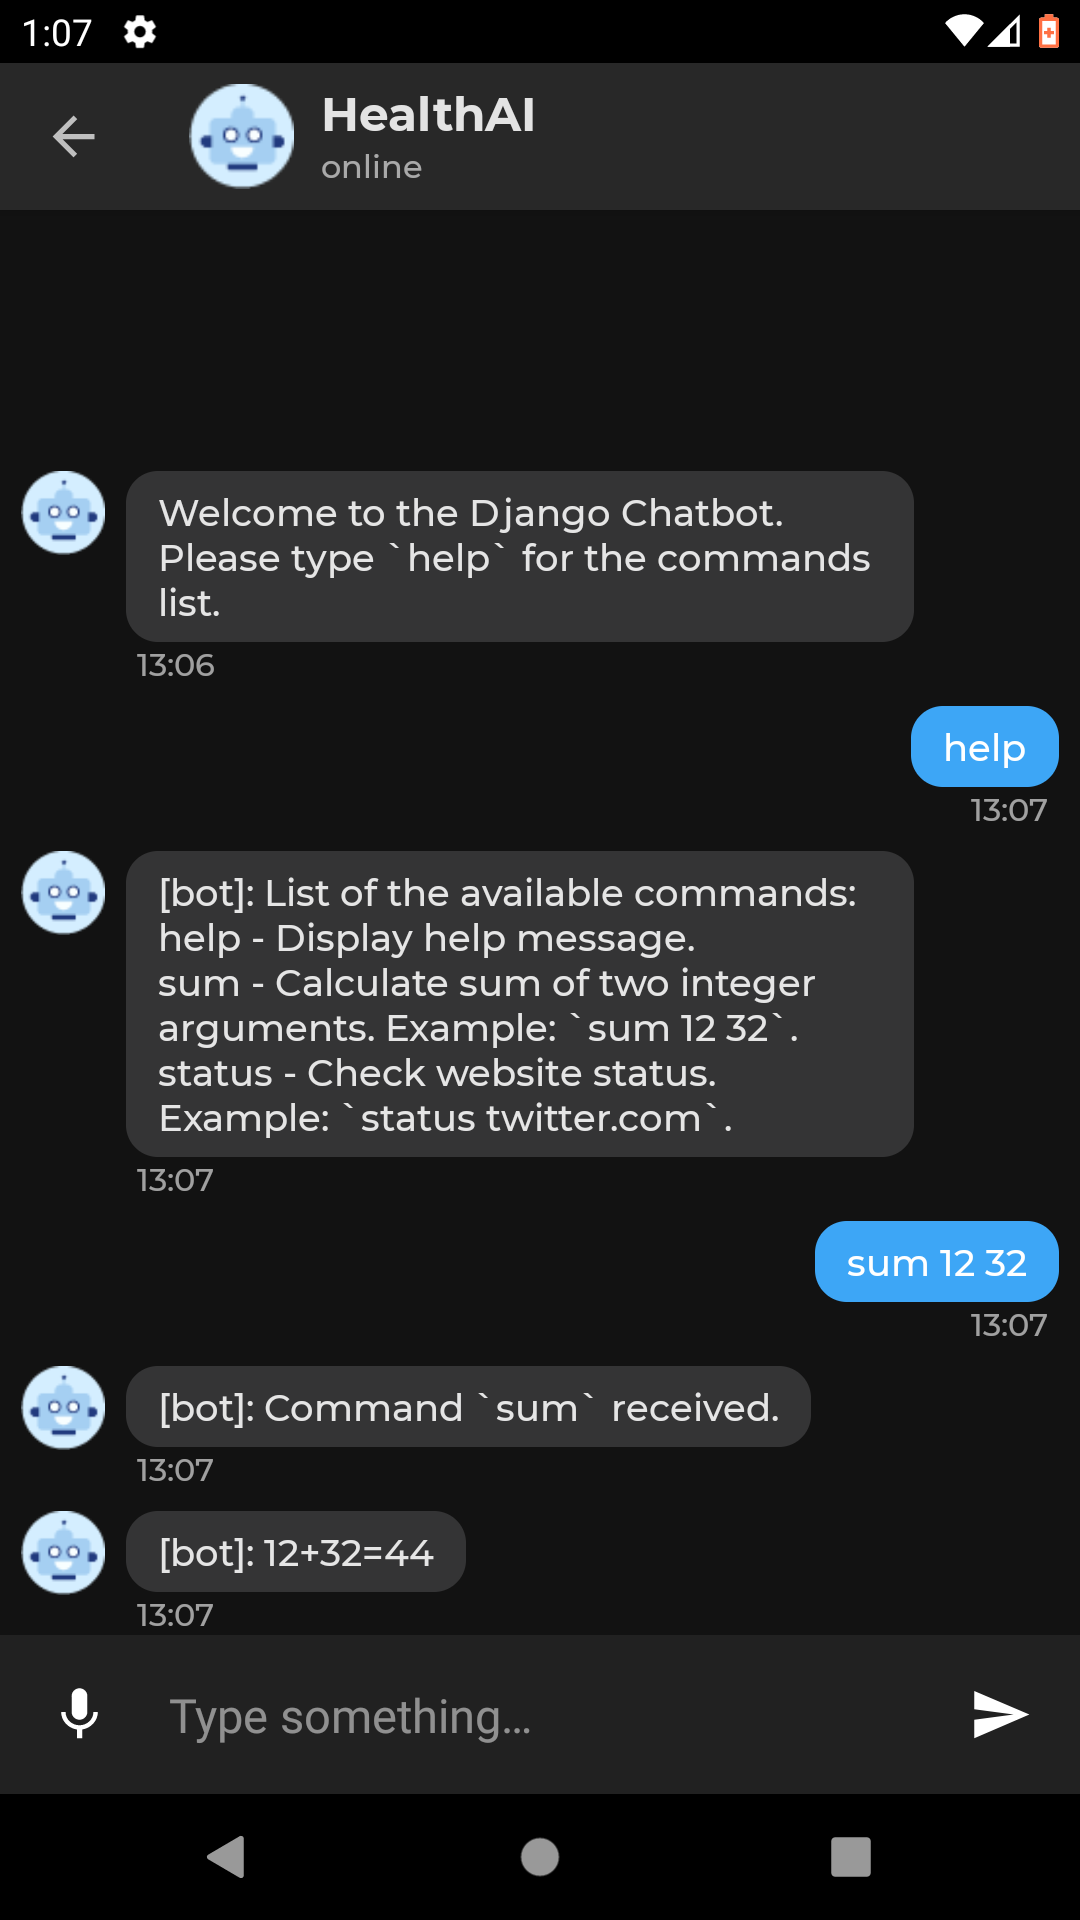 1:07
HealthAI
online
Welcome to the Django Chatbot.
Please type `help` for the commands
list.
13:06
help
13:07
[bot]: List of the available commands:
help - Display help message.
sum - Calculate sum of two integer
arguments. Example: `sum 12 32`.
status - Check website status.
Example: `status twitter.com`.
13:07
sum 12 32
13:07
[bot]: Command `sum` received.
13:07
[bot]: 12+32=44
13:07
Type something...